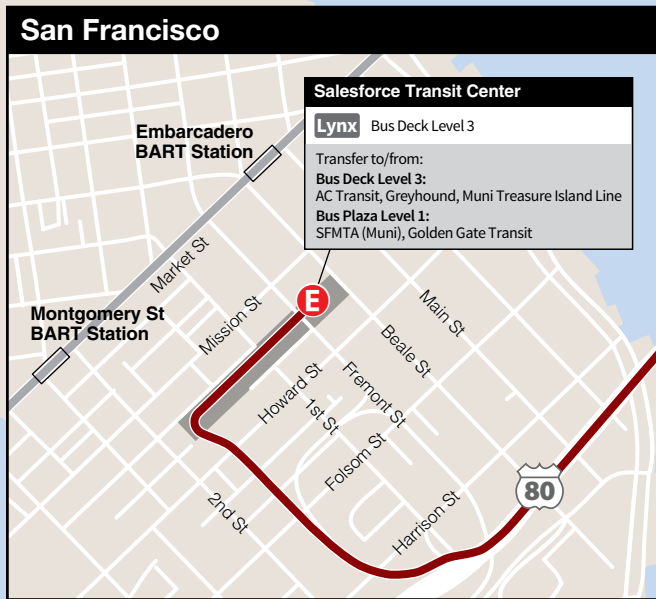 San Francisco
Salesforce Transit Center
Lynx Bus Deck Level 3
Transfer to/from:
Bus Deck Level 3:
AC Transit, Greyhound, Muni Treasure Island Line
Bus Plaza Level 1:
SFMTA (Muni), Golden Gate Transit
Embarcadero
BART Station
Market St
Montgomery St
BART Station
Mission St
E
Main St
Beale St
Fremont St
Howard St
1st St
Folsom St
2nd St
Harrison St
80